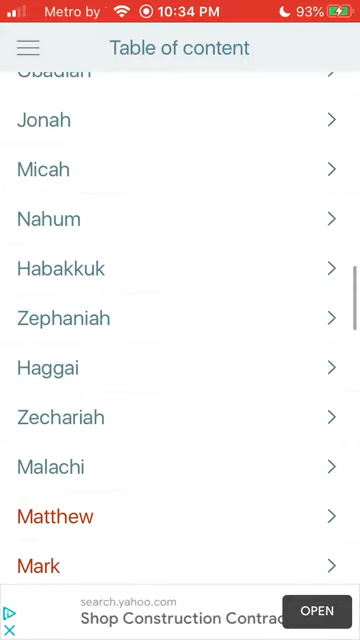 Metro by
10:34 PM
93%
Table of content
Obadiah
Jonah
Micah
Nahum
Habakkuk
Zephaniah
Haggai
Zechariah
Malachi
Matthew
Mark
search.yahoo.com
Shop Construction Contrac
OPEN